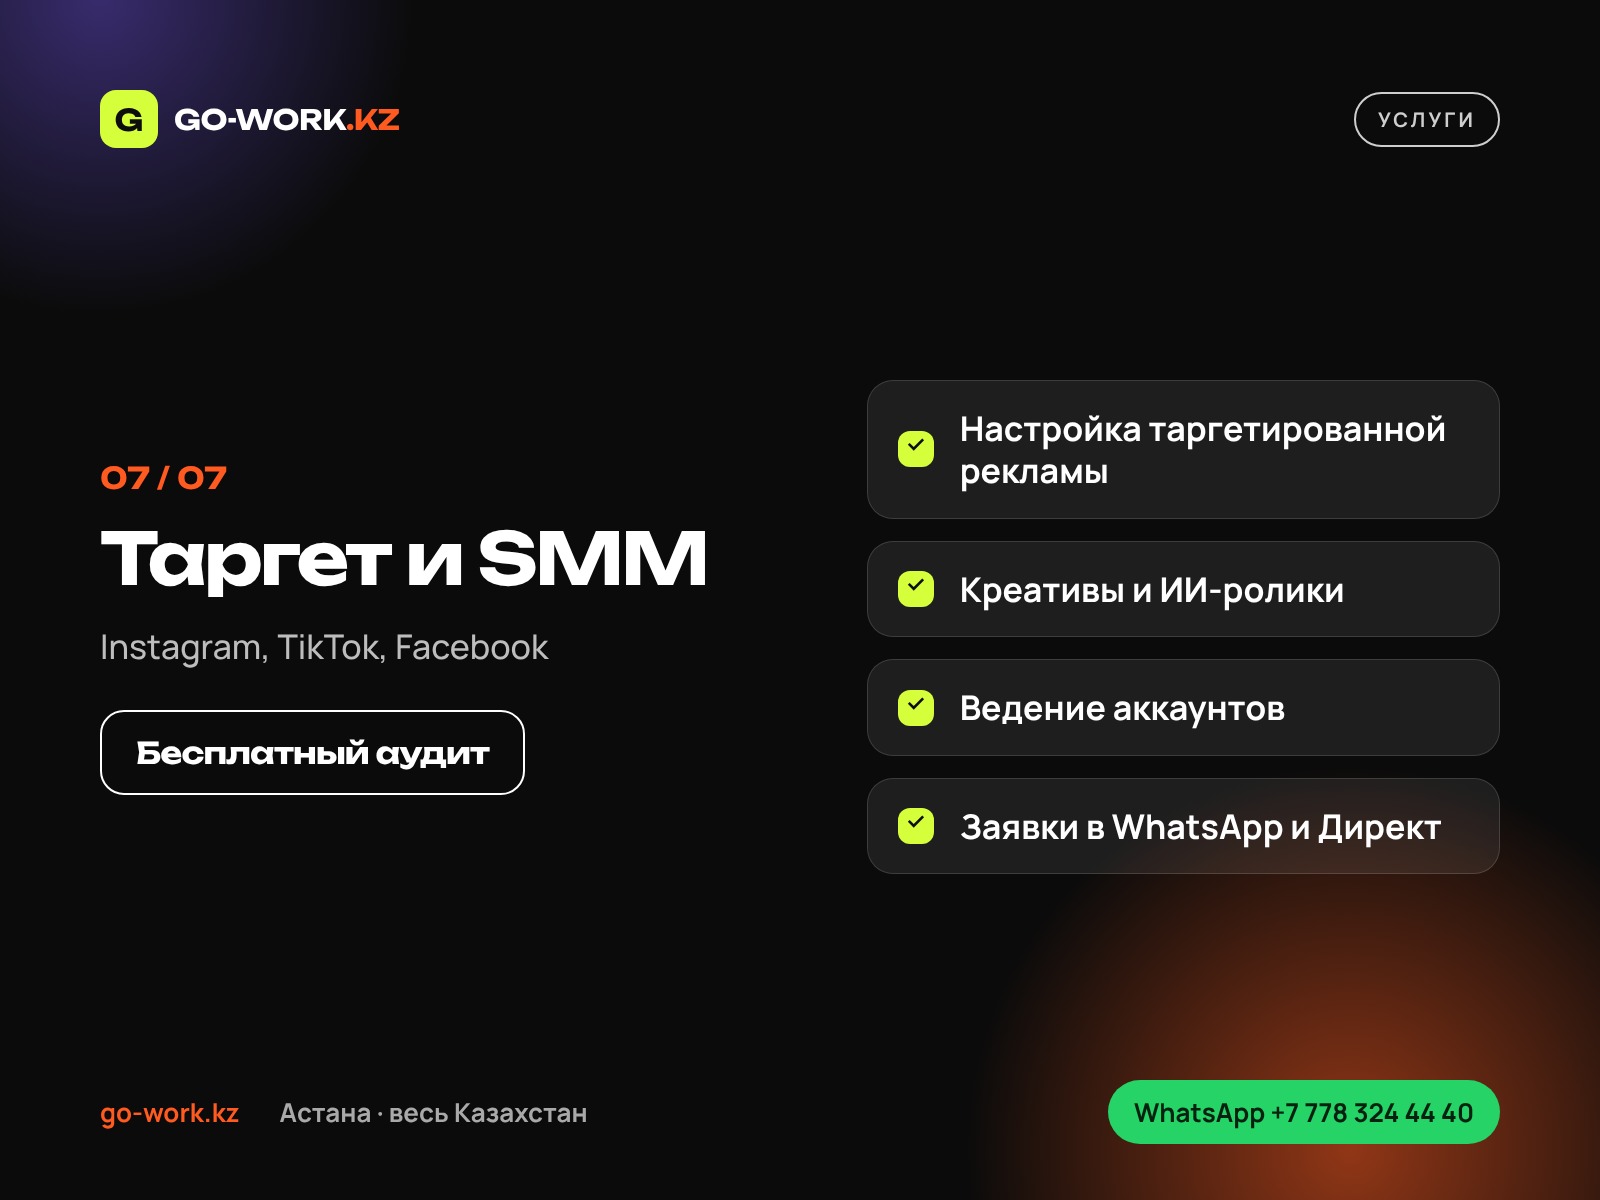 G
GO-WORK.KZ
УСЛУГИ
07 / 07
Таргет и SMM
Instagram, TikTok, Facebook
Бесплатный аудит
Настройка таргетированной
рекламы
Креативы и ИИ-ролики
Ведение аккаунтов
Заявки в WhatsApp и Директ
go-work.kz
Астана · весь Казахстан
WhatsApp +7 778 324 44 40